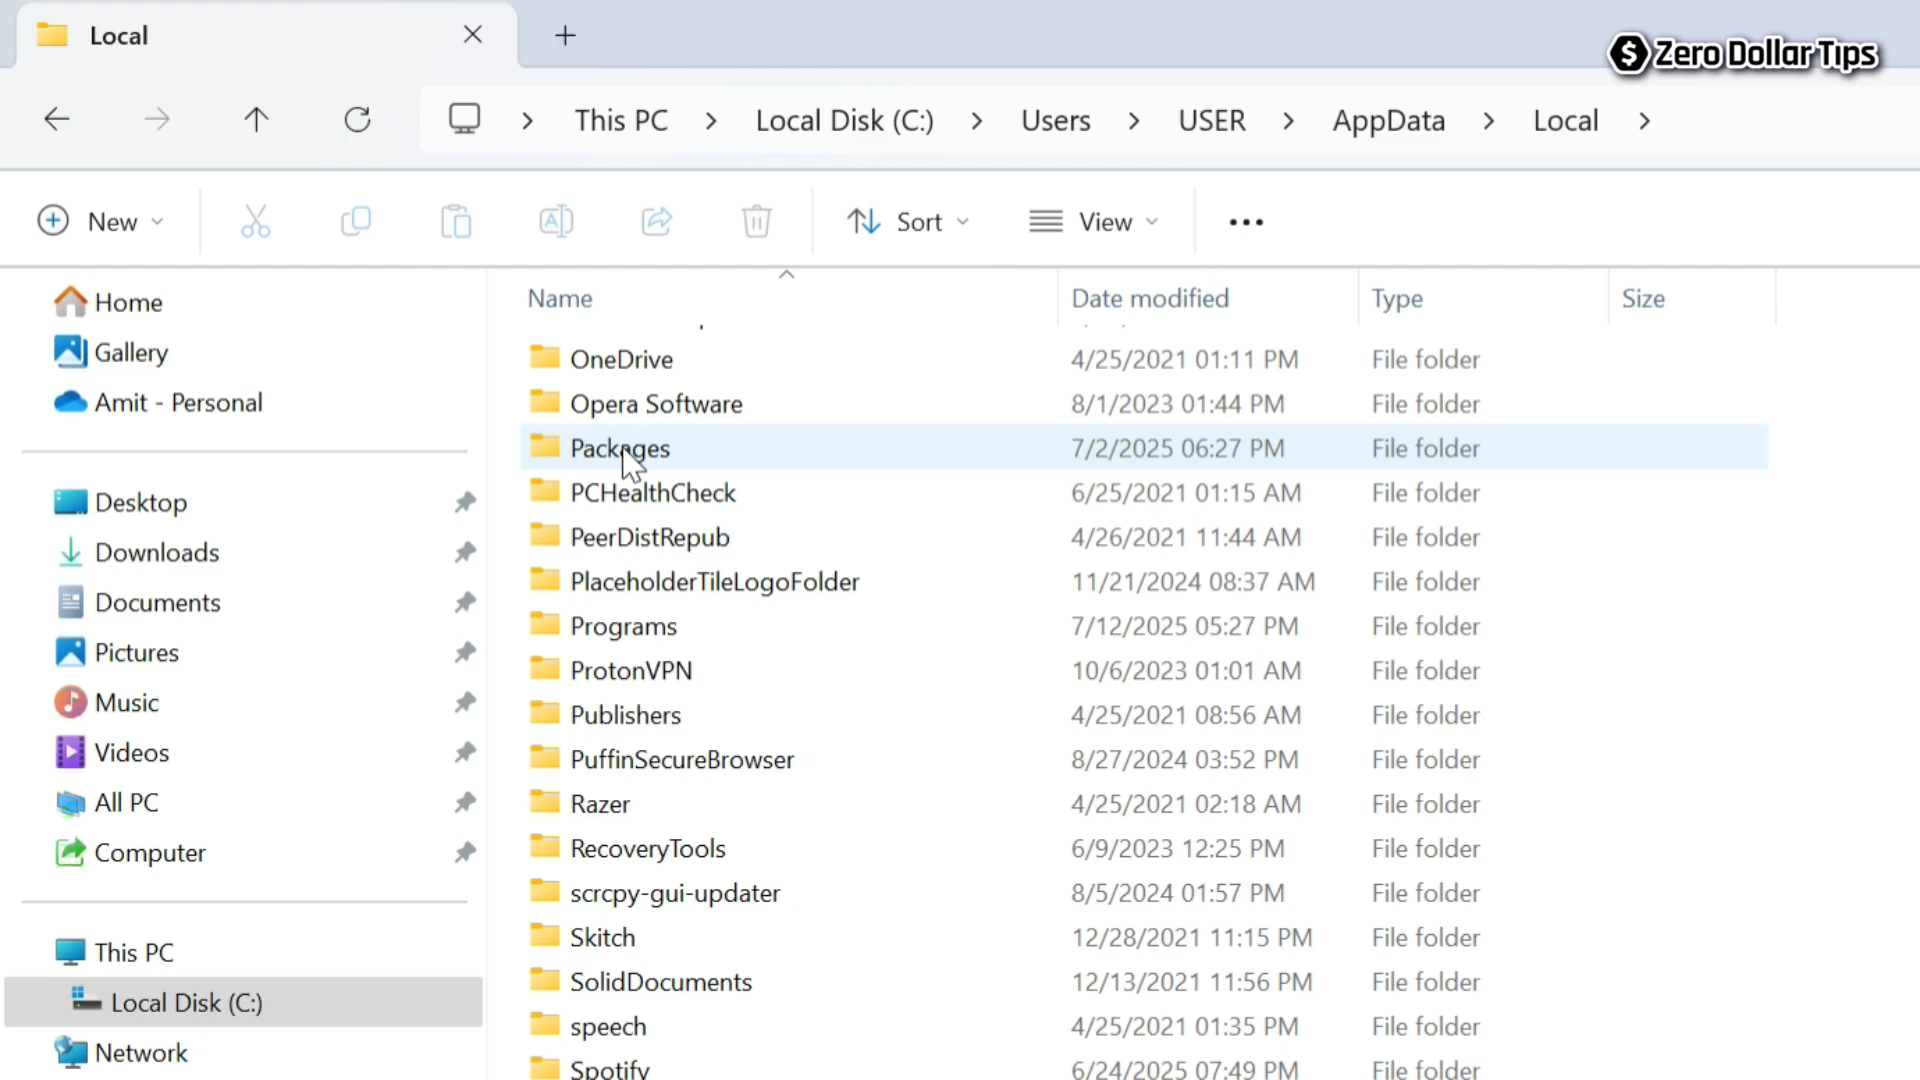 Local
Zero Dollar Tips
This PC > Local Disk (C:) > Users > USER > AppData > Local >
New Sort View
Name Date modified Type Size
Home
Gallery
Amit - Personal
Desktop
Downloads
Documents
Pictures
Music
Videos
All PC
Computer
This PC
Local Disk (C:)
Network
OneDrive 4/25/2021 01:11 PM File folder
Opera Software 8/1/2023 01:44 PM File folder
Packages 7/2/2025 06:27 PM File folder
PCHealthCheck 6/25/2021 01:15 AM File folder
PeerDistRepub 4/26/2021 11:44 AM File folder
PlaceholderTileLogoFolder 11/21/2024 08:37 AM File folder
Programs 7/12/2025 05:27 PM File folder
ProtonVPN 10/6/2023 01:01 AM File folder
Publishers 4/25/2021 08:56 AM File folder
PuffinSecureBrowser 8/27/2024 03:52 PM File folder
Razer 4/25/2021 02:18 AM File folder
RecoveryTools 6/9/2023 12:25 PM File folder
scrcpy-gui-updater 8/5/2024 01:57 PM File folder
Skitch 12/28/2021 11:15 PM File folder
SolidDocuments 12/13/2021 11:56 PM File folder
speech 4/25/2021 01:35 PM File folder
Spotify 6/24/2025 07:49 PM File folder